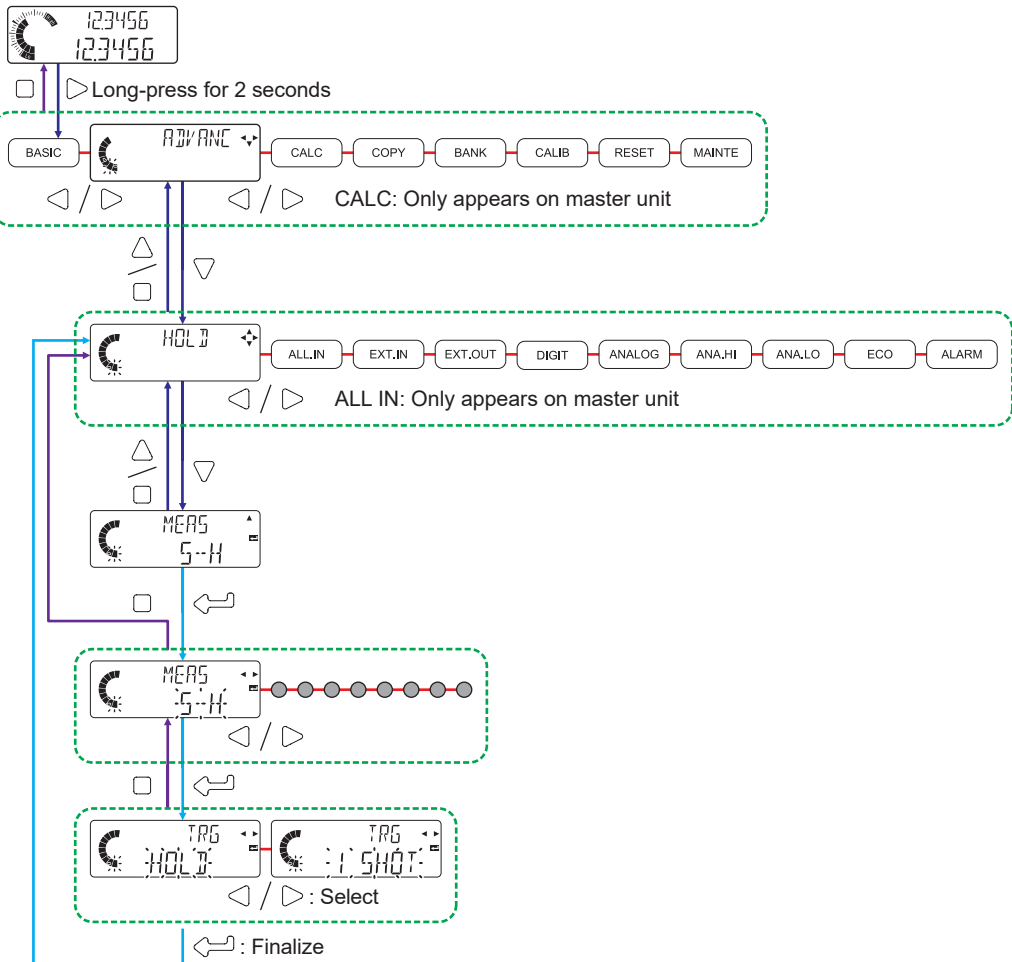 12.3456
12.3456
Long-press for 2 seconds
BASIC ADVANC CALC COPY BANK CALIB RESET MAINTE
/ / CALC: Only appears on master unit
HOLD ALL.IN EXT.IN EXT.OUT DIGIT ANALOG ANA.HI ANA.LO ECO ALARM
/ ALL IN: Only appears on master unit
MEAS
S--H
MEAS
S--H
/
TRG TRG
HOLD 1 SHOT
/ : Select
: Finalize